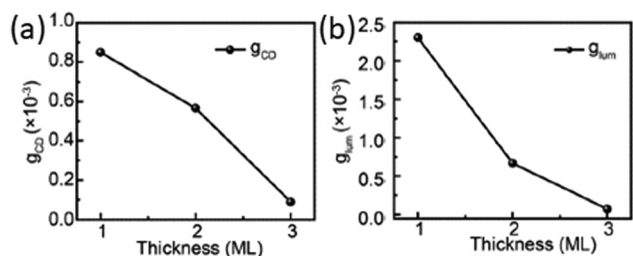 (a)
g_CD (×10⁻³)
1.0
0.8
0.6
0.4
0.2
0.0
g_CD
1 2 3
Thickness (ML)
(b)
g_lum (×10⁻³)
2.5
2.0
1.5
1.0
0.5
0.0
g_lum
1 2 3
Thickness (ML)